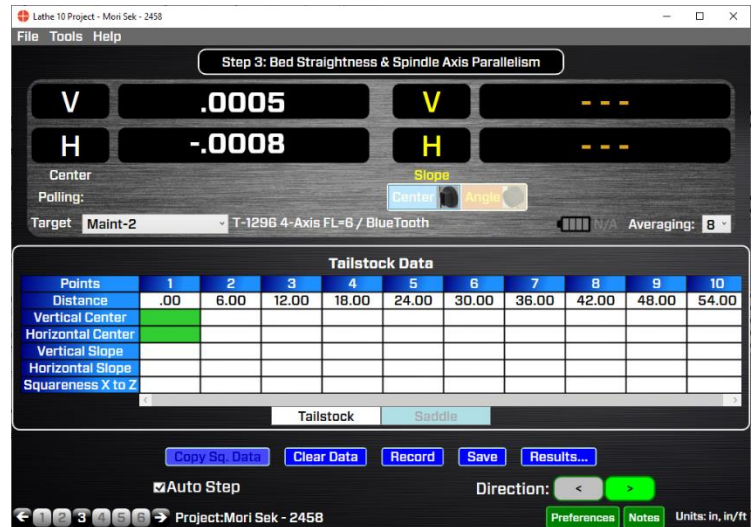 Lathe 10 Project - Mori Sek - 2458
File Tools Help
Step 3: Bed Straightness & Spindle Axis Parallelism
V .0005 V - - -
H -.0008 H - - -
Center Slope
Polling: Center Angle
Target Maint-2 T-1296 4-Axis FL=6 / BlueTooth N/A Averaging: 8
Tailstock Data
Points 1 2 3 4 5 6 7 8 9 10
Distance .00 6.00 12.00 18.00 24.00 30.00 36.00 42.00 48.00 54.00
Vertical Center
Horizontal Center
Vertical Slope
Horizontal Slope
Squareness X to Z
Tailstock Saddle
Copy Sq. Data Clear Data Record Save Results...
Auto Step Direction: < >
1 2 3 4 5 6 Project:Mori Sek - 2458 Preferences Notes Units: in, in/ft